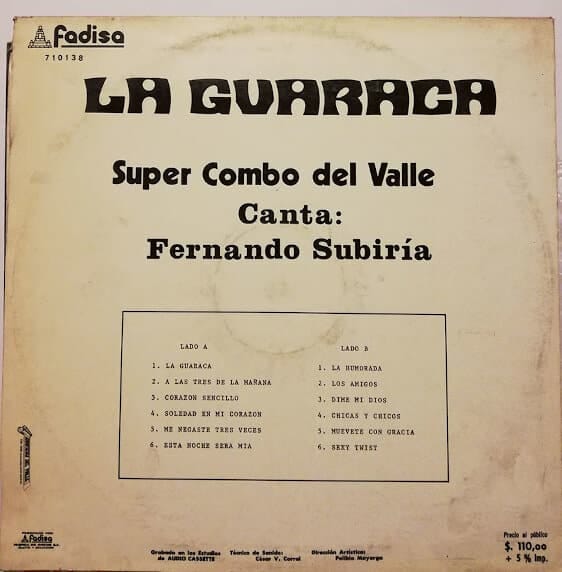 fadisa
710138
LA GUARACA
Super Combo del Valle
Canta:
Fernando Subiría
LADO A
1. LA GUARACA
2. A LAS TRES DE LA MAÑANA
3. CORAZON SENCILLO
4. SOLEDAD EN MI CORAZON
5. ME NEGASTE TRES VECES
6. ESTA NOCHE SERA MIA
LADO B
1. LA HUMORADA
2. LOS AMIGOS
3. DIME MI DIOS
4. CHICAS Y CHICOS
5. MUEVETE CON GRACIA
6. SEXY TWIST
fadisa
Grabado en los Estudios
de AUDIO CASSETTE
Técnico de Sonido:
César V. Corral
Dirección Artística:
Polibio Mayorga
Precio al público
$. 110,oo
+ 5 % Imp.